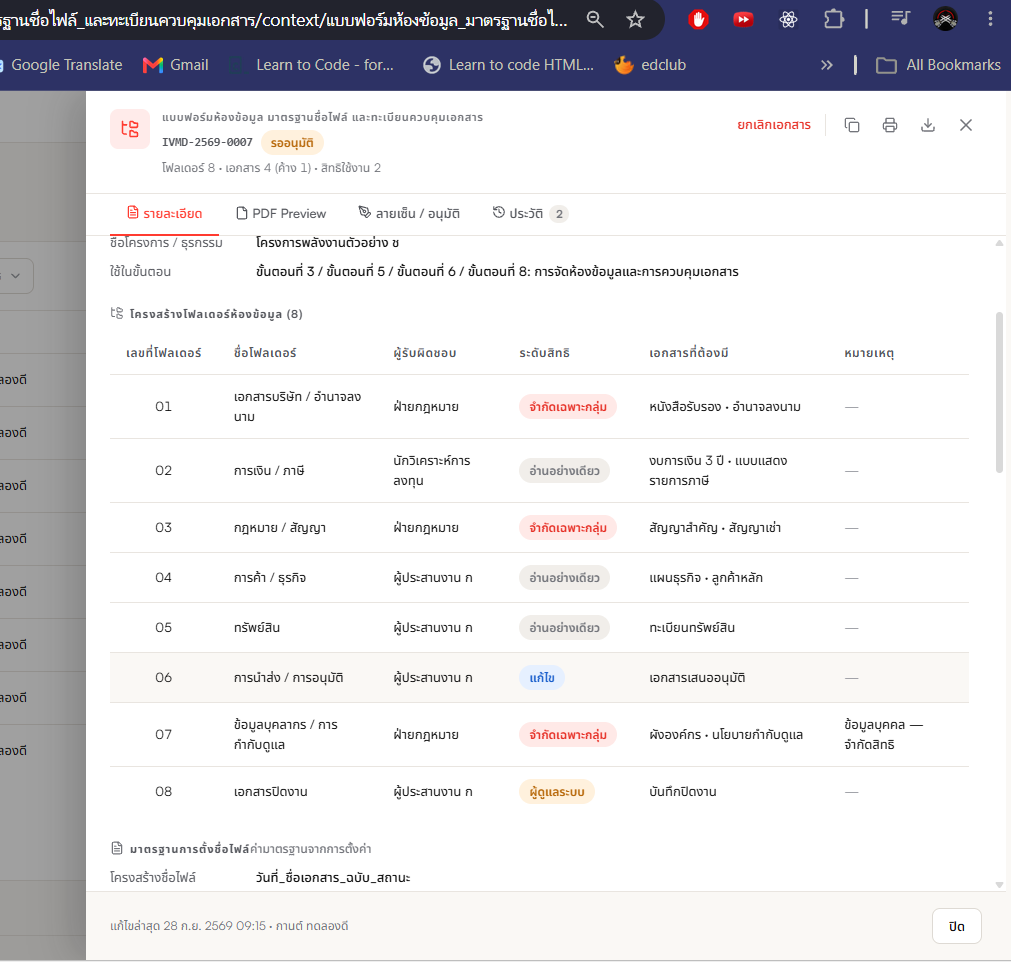 รฐานชื่อไฟล์_และทะเบียนควบคุมเอกสาร/context/แบบฟอร์มห้องข้อมูล_มาตรฐานชื่อไ...
Google Translate
Gmail
Learn to Code - for...
Learn to code HTML...
edclub
All Bookmarks
แบบฟอร์มห้องข้อมูล มาตรฐานชื่อไฟล์ และทะเบียนควบคุมเอกสาร
IVMD-2569-0007 รออนุมัติ
โฟลเดอร์ 8 • เอกสาร 4 (ค้าง 1) • สิทธิใช้งาน 2
ยกเลิกเอกสาร
รายละเอียด
PDF Preview
ลายเซ็น / อนุมัติ
ประวัติ 2
ชื่อโครงการ / ธุรกรรม โครงการพลังงานตัวอย่าง ช
ใช้ในขั้นตอน ขั้นตอนที่ 3 / ขั้นตอนที่ 5 / ขั้นตอนที่ 6 / ขั้นตอนที่ 8: การจัดห้องข้อมูลและการควบคุมเอกสาร
โครงสร้างโฟลเดอร์ห้องข้อมูล (8)
เลขที่โฟลเดอร์ ชื่อโฟลเดอร์ ผู้รับผิดชอบ ระดับสิทธิ เอกสารที่ต้องมี หมายเหตุ
01 เอกสารบริษัท / อำนาจลง
นาม ฝ่ายกฎหมาย จำกัดเฉพาะกลุ่ม หนังสือรับรอง • อำนาจลงนาม —
02 การเงิน / ภาษี นักวิเคราะห์การ
ลงทุน อ่านอย่างเดียว งบการเงิน 3 ปี • แบบแสดง
รายการภาษี —
03 กฎหมาย / สัญญา ฝ่ายกฎหมาย จำกัดเฉพาะกลุ่ม สัญญาสำคัญ • สัญญาเช่า —
04 การค้า / ธุรกิจ ผู้ประสานงาน ก อ่านอย่างเดียว แผนธุรกิจ • ลูกค้าหลัก —
05 ทรัพย์สิน ผู้ประสานงาน ก อ่านอย่างเดียว ทะเบียนทรัพย์สิน —
06 การนำส่ง / การอนุมัติ ผู้ประสานงาน ก แก้ไข เอกสารเสนออนุมัติ —
07 ข้อมูลบุคลากร / การ
กำกับดูแล ฝ่ายกฎหมาย จำกัดเฉพาะกลุ่ม ผังองค์กร • นโยบายกำกับดูแล ข้อมูลบุคคล —
จำกัดสิทธิ
08 เอกสารปิดงาน ผู้ประสานงาน ก ผู้ดูแลระบบ บันทึกปิดงาน —
มาตรฐานการตั้งชื่อไฟล์ค่ามาตรฐานจากการตั้งค่า
โครงสร้างชื่อไฟล์ วันที่_ชื่อเอกสาร_ฉบับ_สถานะ
แก้ไขล่าสุด 28 ก.ย. 2569 09:15 • กานต์ ทดลองดี
ปิด
ลองดี
ลองดี
ลองดี
ลองดี
ลองดี
ลองดี
ลองดี
ลองดี